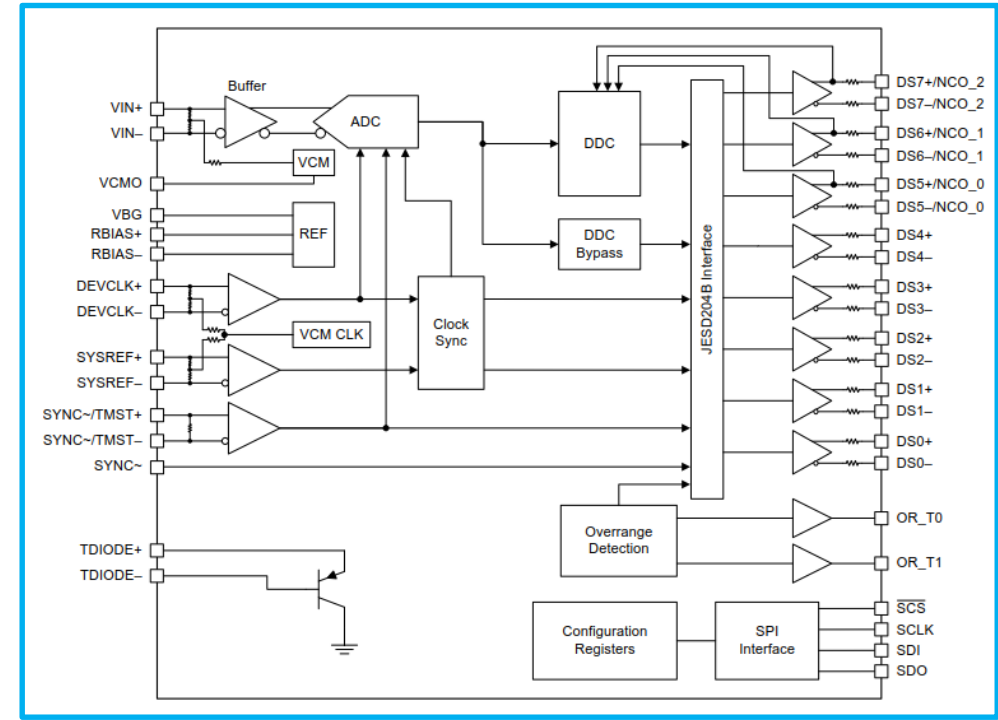 Buffer
VIN+
VIN–
ADC
VCM
VCMO
VBG
RBIAS+
RBIAS–
REF
DEVCLK+
DEVCLK–
VCM CLK
Clock
Sync
SYSREF+
SYSREF–
SYNC~/TMST+
SYNC~/TMST–
SYNC~
TDIODE+
TDIODE–
DDC
DDC
Bypass
JESD204B Interface
Overrange
Detection
Configuration
Registers
SPI
Interface
DS7+/NCO_2
DS7–/NCO_2
DS6+/NCO_1
DS6–/NCO_1
DS5+/NCO_0
DS5–/NCO_0
DS4+
DS4–
DS3+
DS3–
DS2+
DS2–
DS1+
DS1–
DS0+
DS0–
OR_T0
OR_T1
SCS
SCLK
SDI
SDO